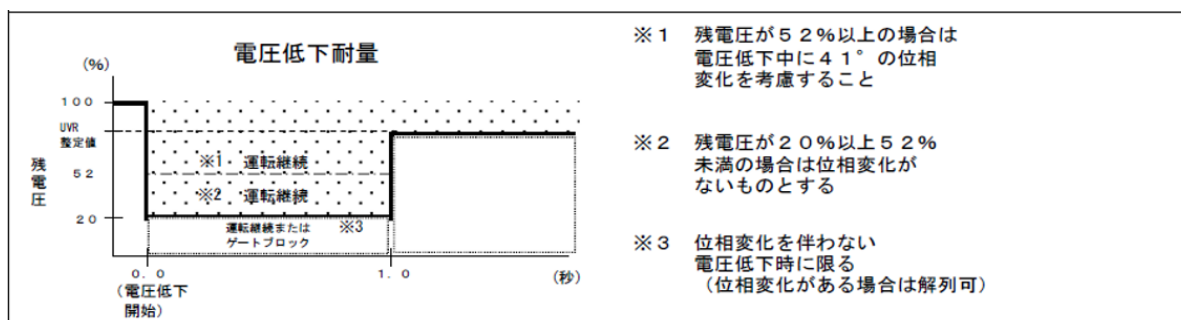 電圧低下耐量
(%)
100
UVR
整定値
残電圧
52
20
※1 運転継続
※2 運転継続
運転継続または ※3
ゲートブロック
0.0
1.0
(秒)
(電圧低下
開始)
※1 残電圧が52%以上の場合は
電圧低下中に41°の位相
変化を考慮すること
※2 残電圧が20%以上52%
未満の場合は位相変化が
ないものとする
※3 位相変化を伴わない
電圧低下時に限る
(位相変化がある場合は解列可)